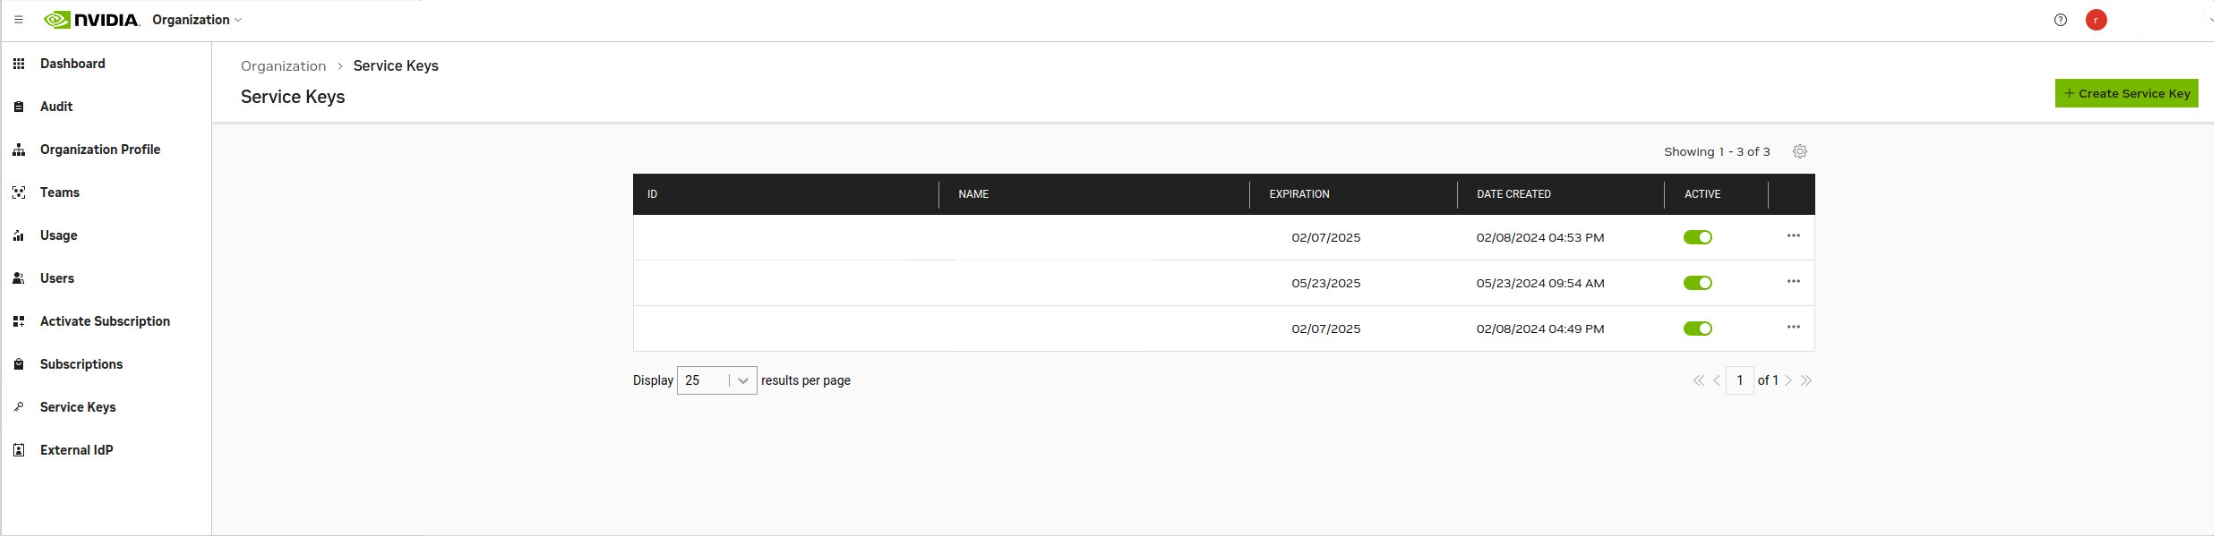 NVIDIA. Organization
r
Dashboard
Audit
Organization Profile
Teams
Usage
Users
Activate Subscription
Subscriptions
Service Keys
External IdP
Organization > Service Keys
Service Keys
+ Create Service Key
Showing 1 - 3 of 3
ID NAME EXPIRATION DATE CREATED ACTIVE
02/07/2025 02/08/2024 04:53 PM
05/23/2025 05/23/2024 09:54 AM
02/07/2025 02/08/2024 04:49 PM
Display 25 results per page
1 of 1